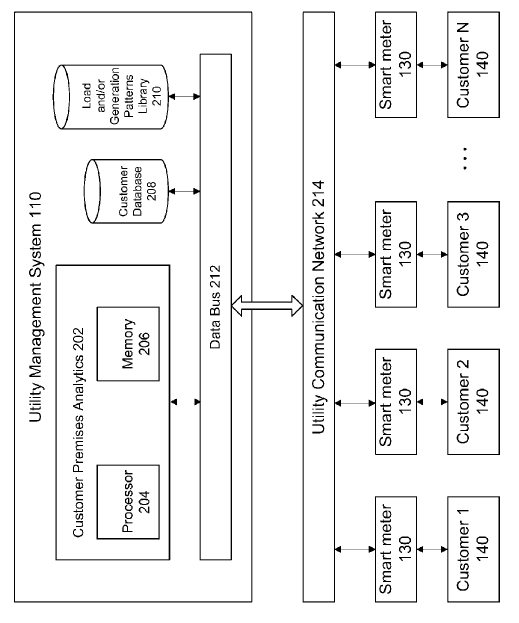 Utility Management System 110
Customer Premises Analytics 202
Processor
204
Memory
206
Customer
Database
208
Load
and/or
Generation
Patterns
Library
210
Data Bus 212
Utility Communication Network 214
Smart meter
130
Smart meter
130
Smart meter
130
Smart meter
130
Customer 1
140
Customer 2
140
Customer 3
140
...
Customer N
140